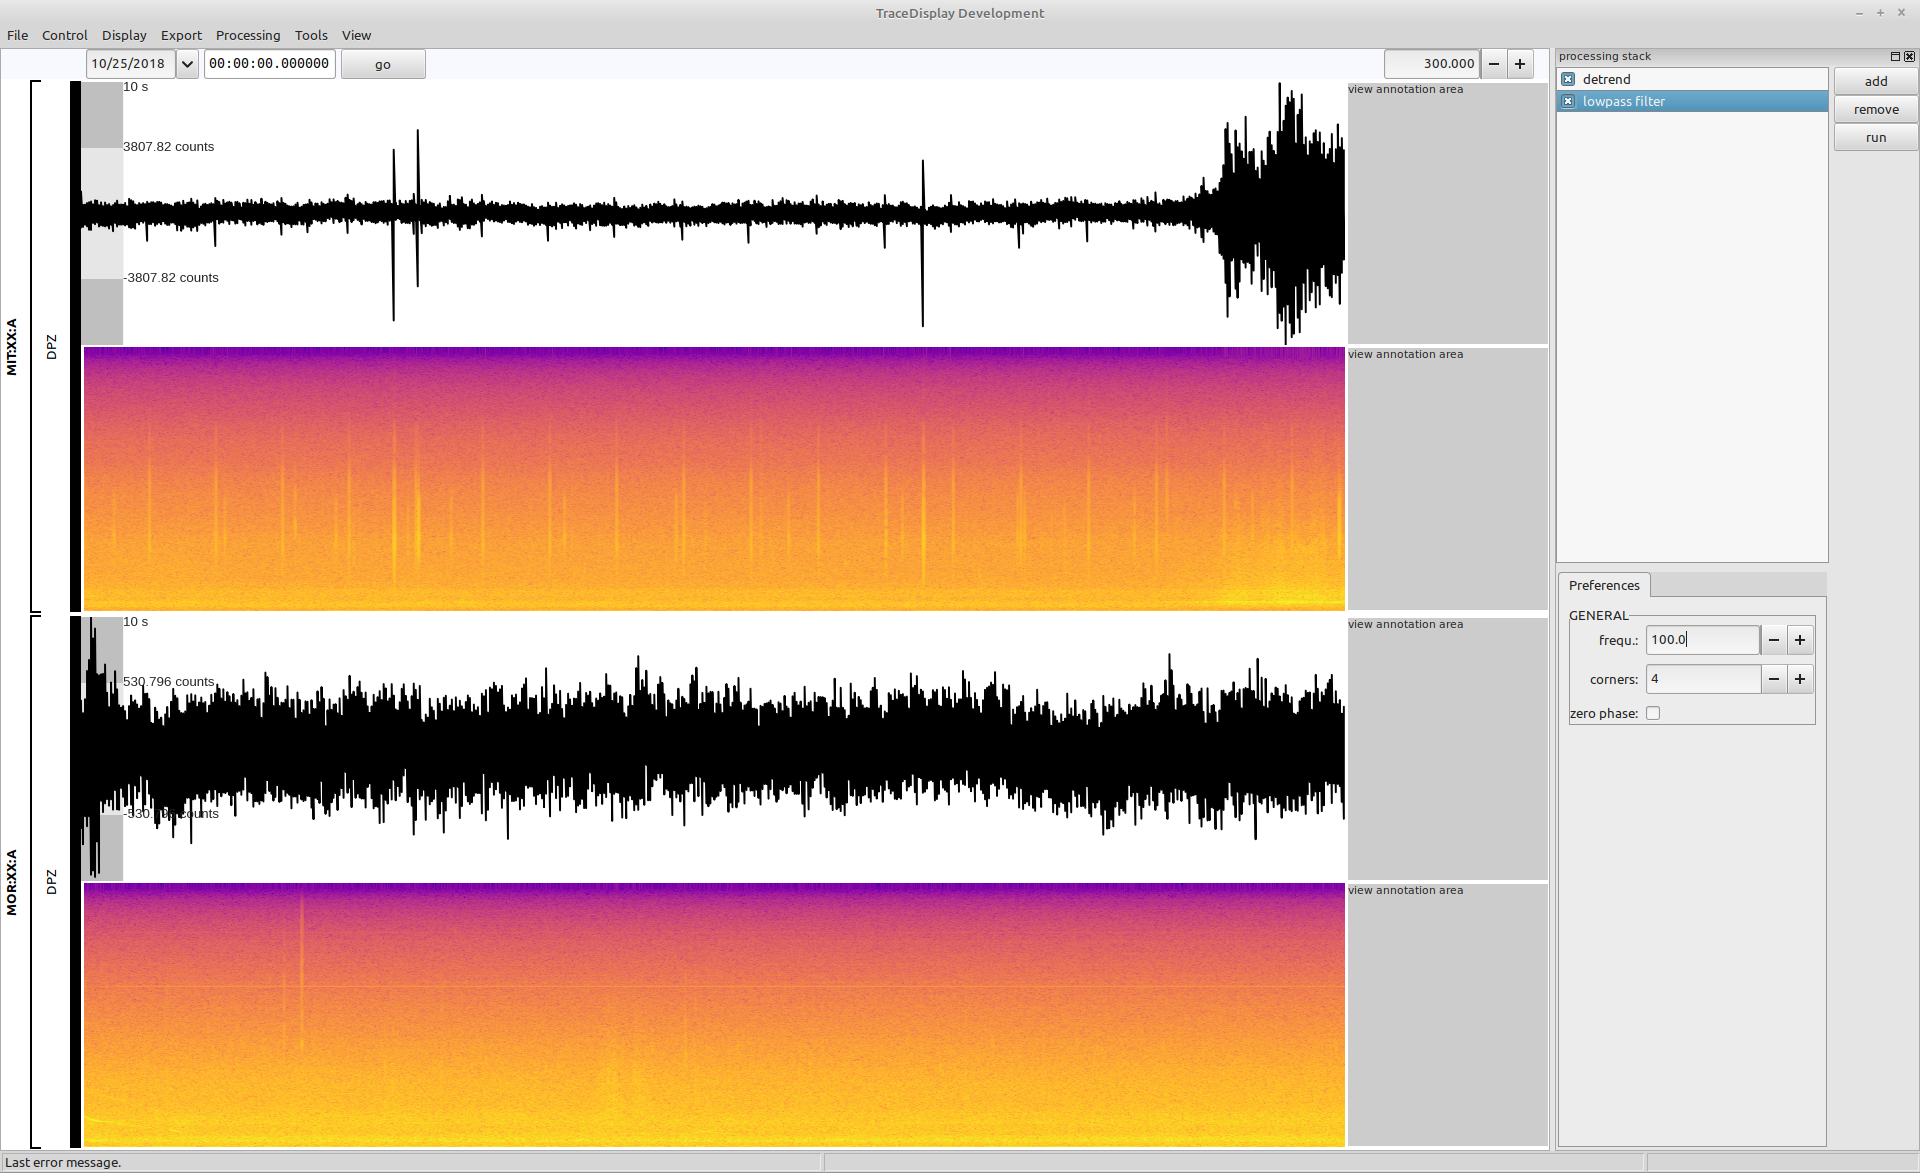 TraceDisplay Development
File Control Display Export Processing Tools View
10/25/2018 00:00:00.000000 go 300.000
processing stack
detrend
lowpass filter
add
remove
run
10 s
3807.82 counts
-3807.82 counts
view annotation area
MIT:XX:A
DPZ
view annotation area
10 s
530.796 counts
-530.796 counts
view annotation area
MOR:XX:A
DPZ
view annotation area
Preferences
GENERAL
frequ.: 100.0
corners: 4
zero phase:
Last error message.